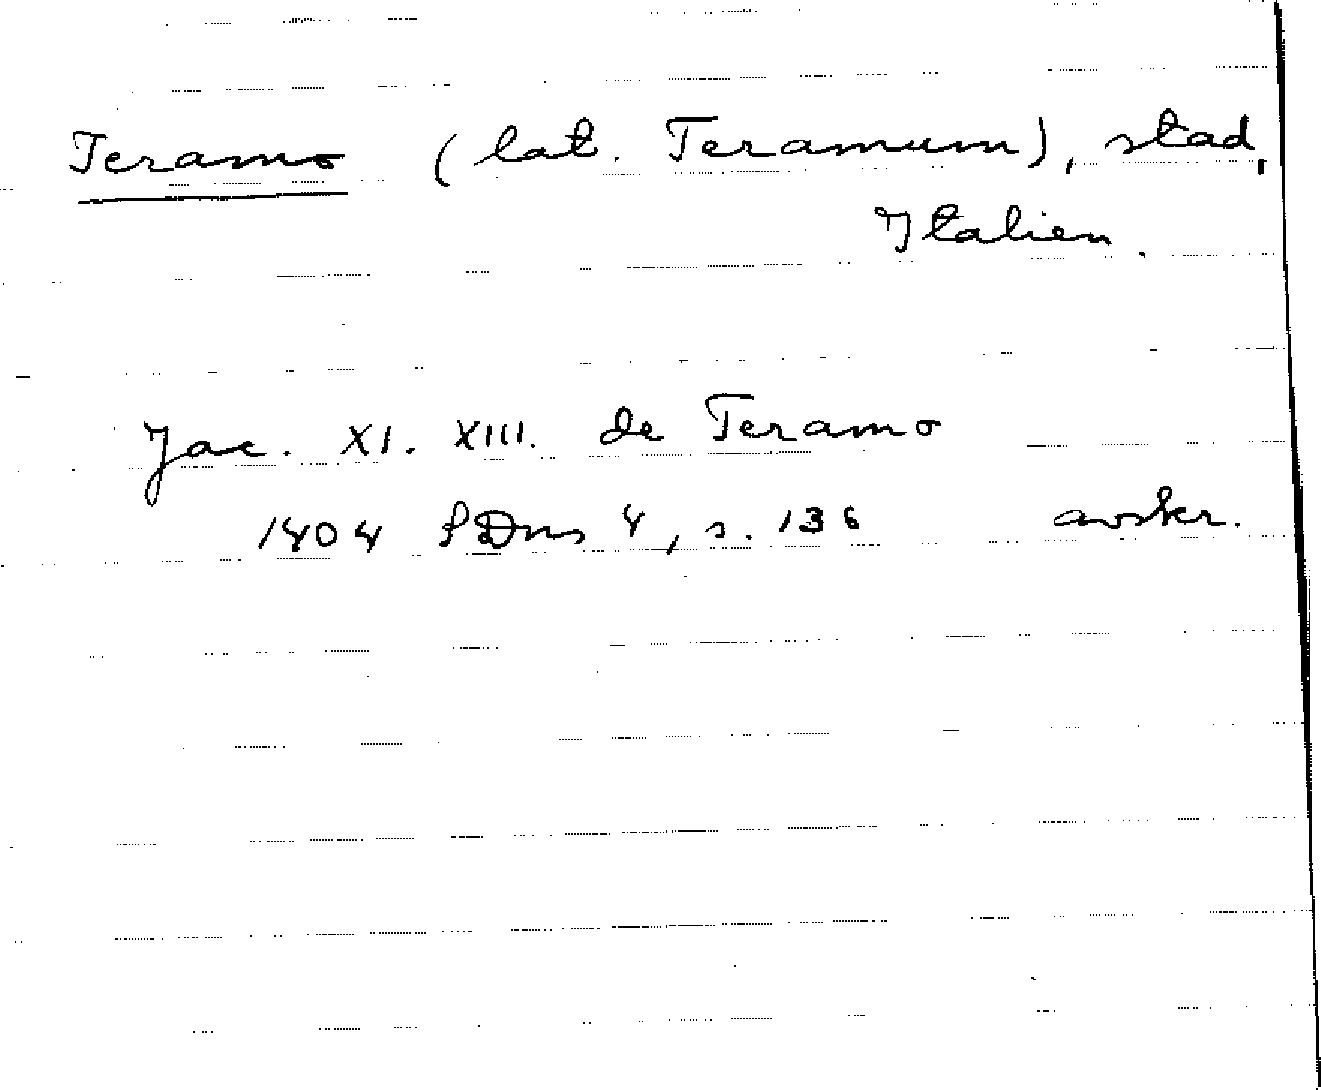 Teramo (lat. Teramum), stad,
Italien.
Jac. XI. XIII. de Teramo
1404 SDns 4, s. 136 avskr.